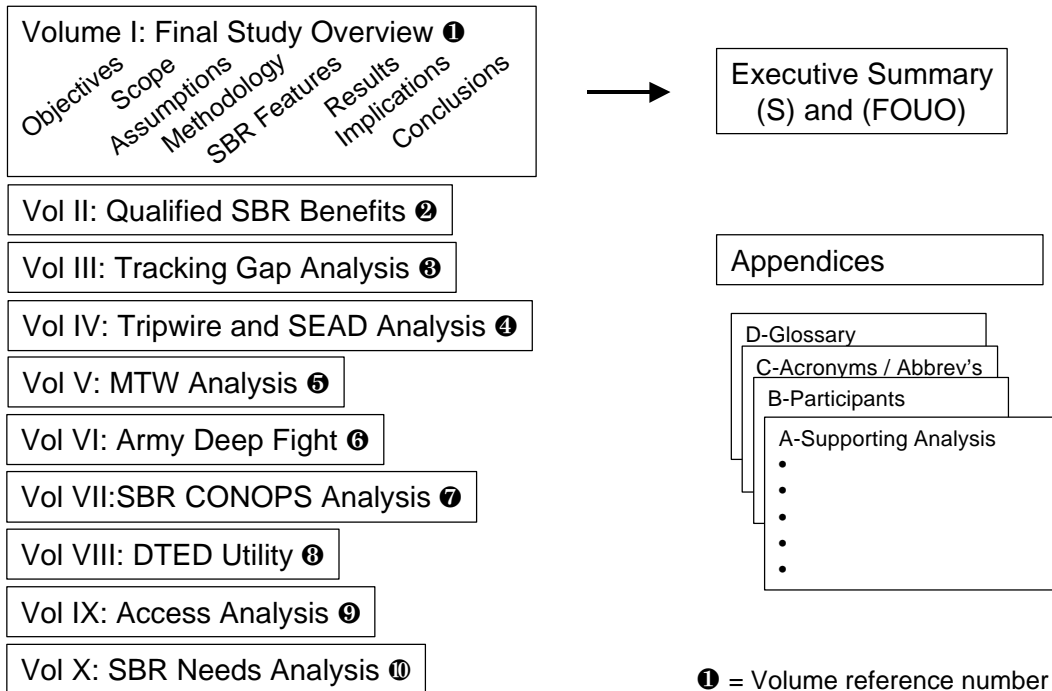 Volume I: Final Study Overview ❶
Objectives
Scope
Assumptions
Methodology
SBR Features
Results
Implications
Conclusions
Executive Summary
(S) and (FOUO)
Vol II: Qualified SBR Benefits ❷
Vol III: Tracking Gap Analysis ❸
Vol IV: Tripwire and SEAD Analysis ❹
Vol V: MTW Analysis ❺
Vol VI: Army Deep Fight ❻
Vol VII:SBR CONOPS Analysis ❼
Vol VIII: DTED Utility ❽
Vol IX: Access Analysis ❾
Vol X: SBR Needs Analysis ❿
Appendices
D-Glossary
C-Acronyms / Abbrev's
B-Participants
A-Supporting Analysis
•
•
•
•
•
❶ = Volume reference number